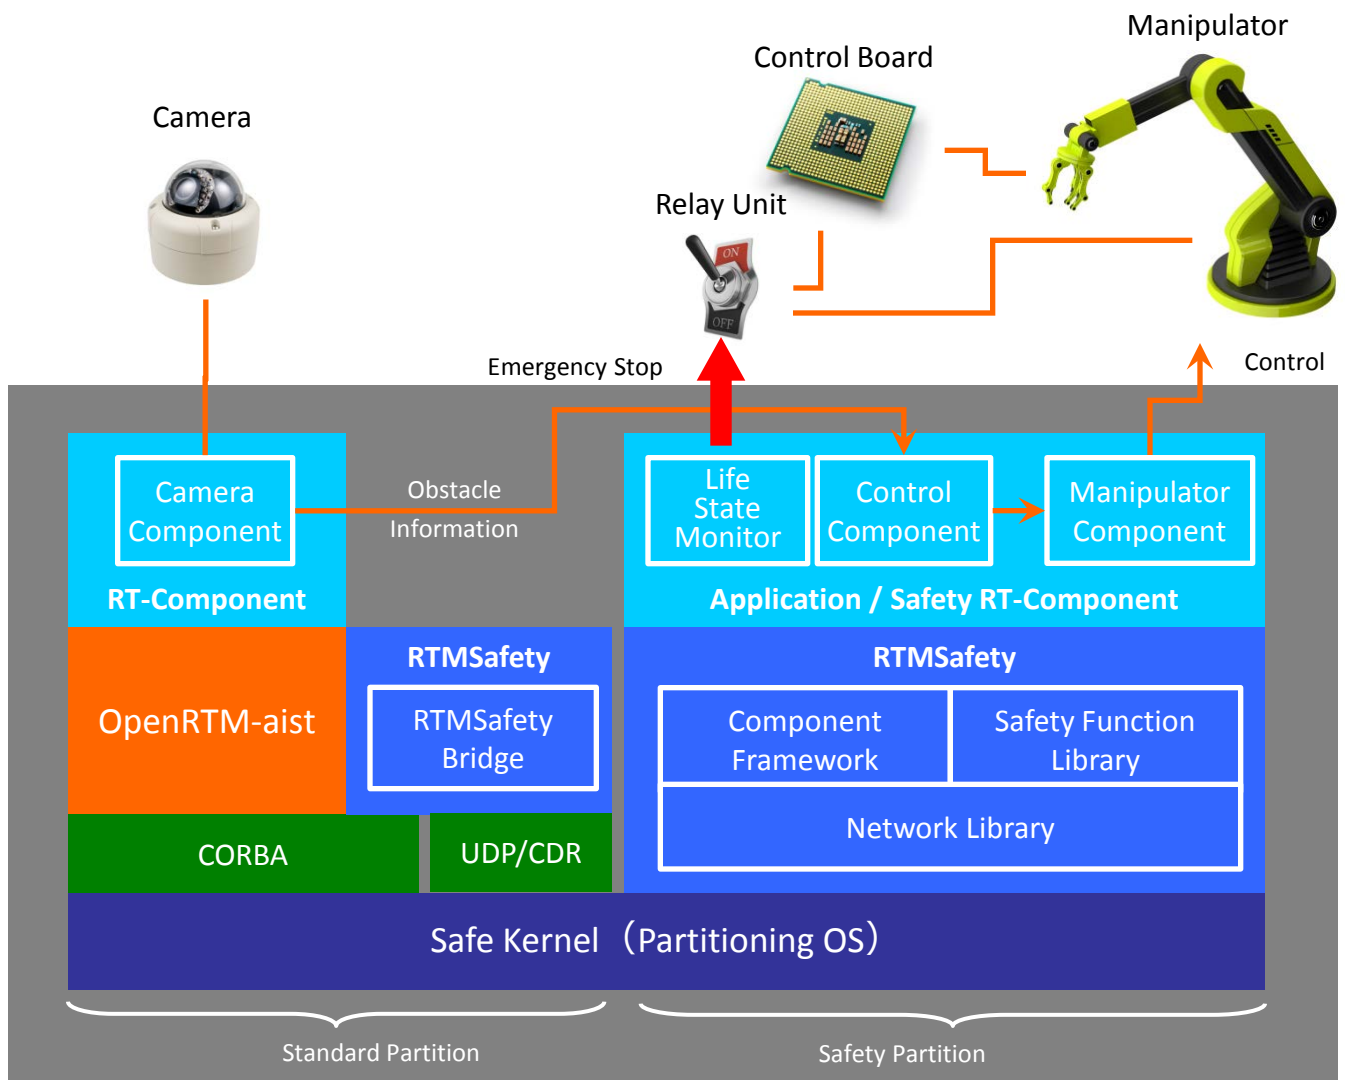 Manipulator
Control Board
Camera
Relay Unit
ON
OFF
Emergency Stop
Control
Camera
Component
Obstacle
Information
Life
State
Monitor
Control
Component
Manipulator
Component
RT-Component
Application / Safety RT-Component
OpenRTM-aist
RTMSafety
RTMSafety
Bridge
RTMSafety
Component
Framework
Safety Function
Library
Network Library
CORBA
UDP/CDR
Safe Kernel（Partitioning OS）
Standard Partition
Safety Partition